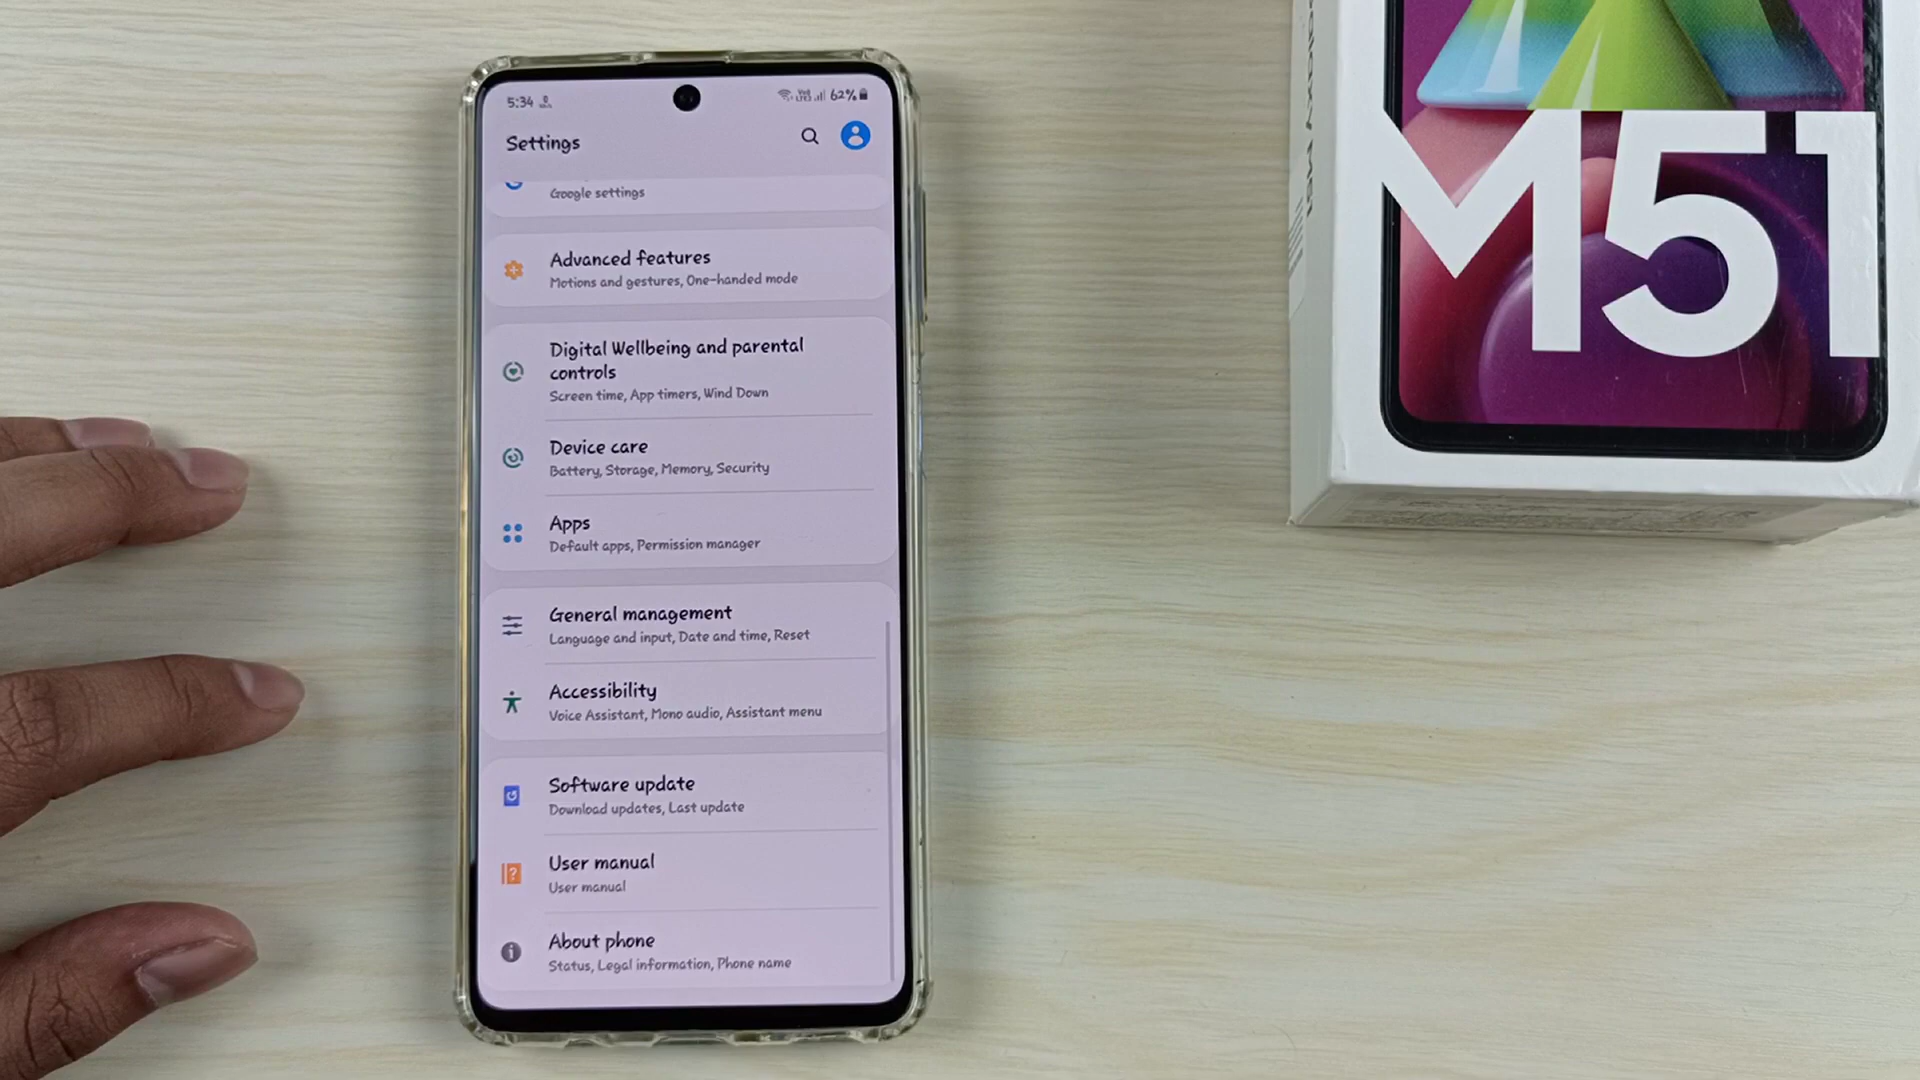 5:34
62%
Settings
Google settings
Advanced features
Motions and gestures, One-handed mode
Digital Wellbeing and parental
controls
Screen time, App timers, Wind Down
Device care
Battery, Storage, Memory, Security
Apps
Default apps, Permission manager
General management
Language and input, Date and time, Reset
Accessibility
Voice Assistant, Mono audio, Assistant menu
Software update
Download updates, Last update
User manual
User manual
About phone
Status, Legal information, Phone name
M51